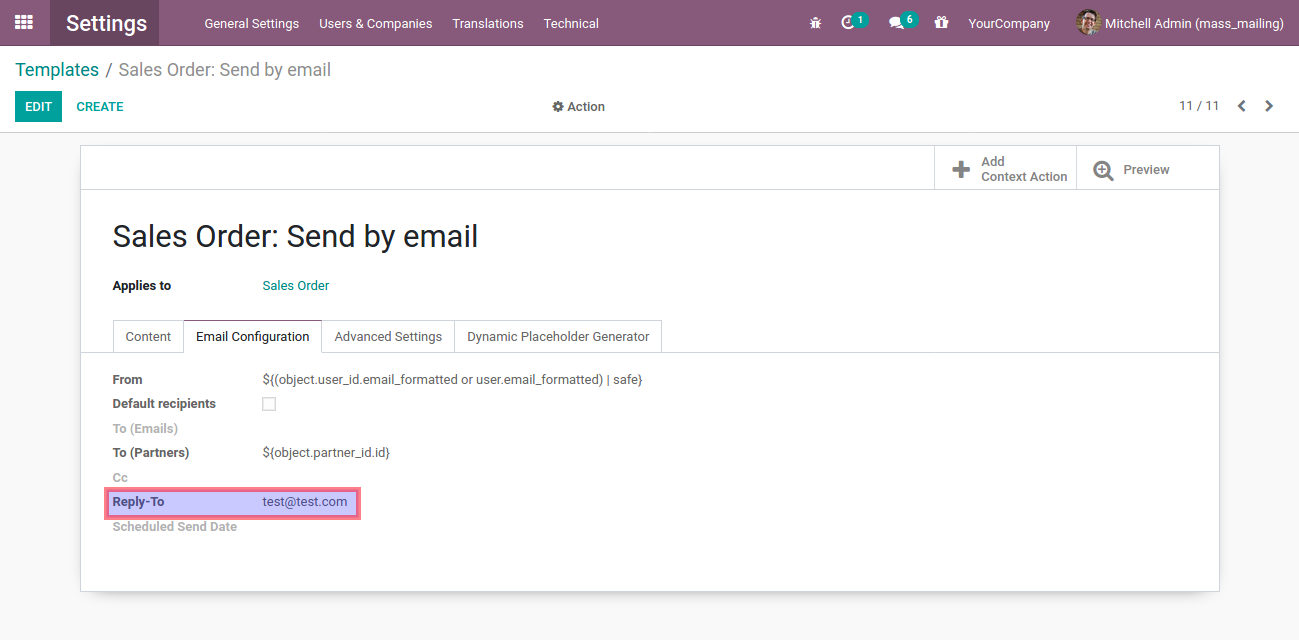 Settings General Settings Users & Companies Translations Technical 1 6 YourCompany Mitchell Admin (mass_mailing)
Templates / Sales Order: Send by email
EDIT CREATE Action 11 / 11
Add
Context Action
Preview
Sales Order: Send by email
Applies to Sales Order
Content Email Configuration Advanced Settings Dynamic Placeholder Generator
From ${(object.user_id.email_formatted or user.email_formatted) | safe}
Default recipients
To (Emails)
To (Partners) ${object.partner_id.id}
Cc
Reply-To test@test.com
Scheduled Send Date